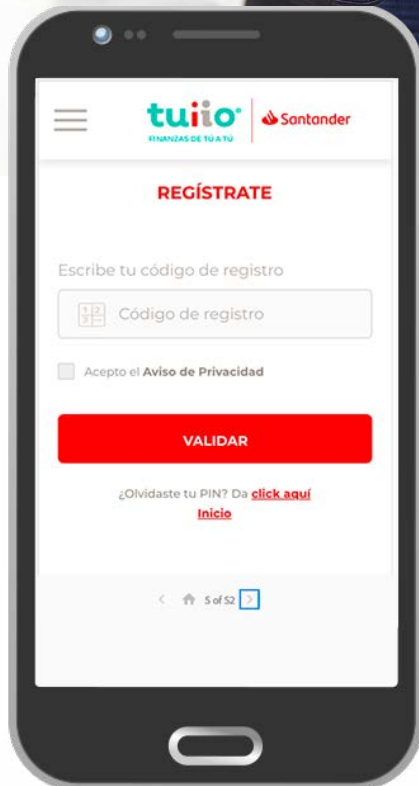 tuiio
FINANZAS DE TÚ A TÚ
Santander
REGÍSTRATE
Escribe tu código de registro
Código de registro
Acepto el Aviso de Privacidad
VALIDAR
¿Olvidaste tu PIN? Da click aquí
Inicio
5 of 52